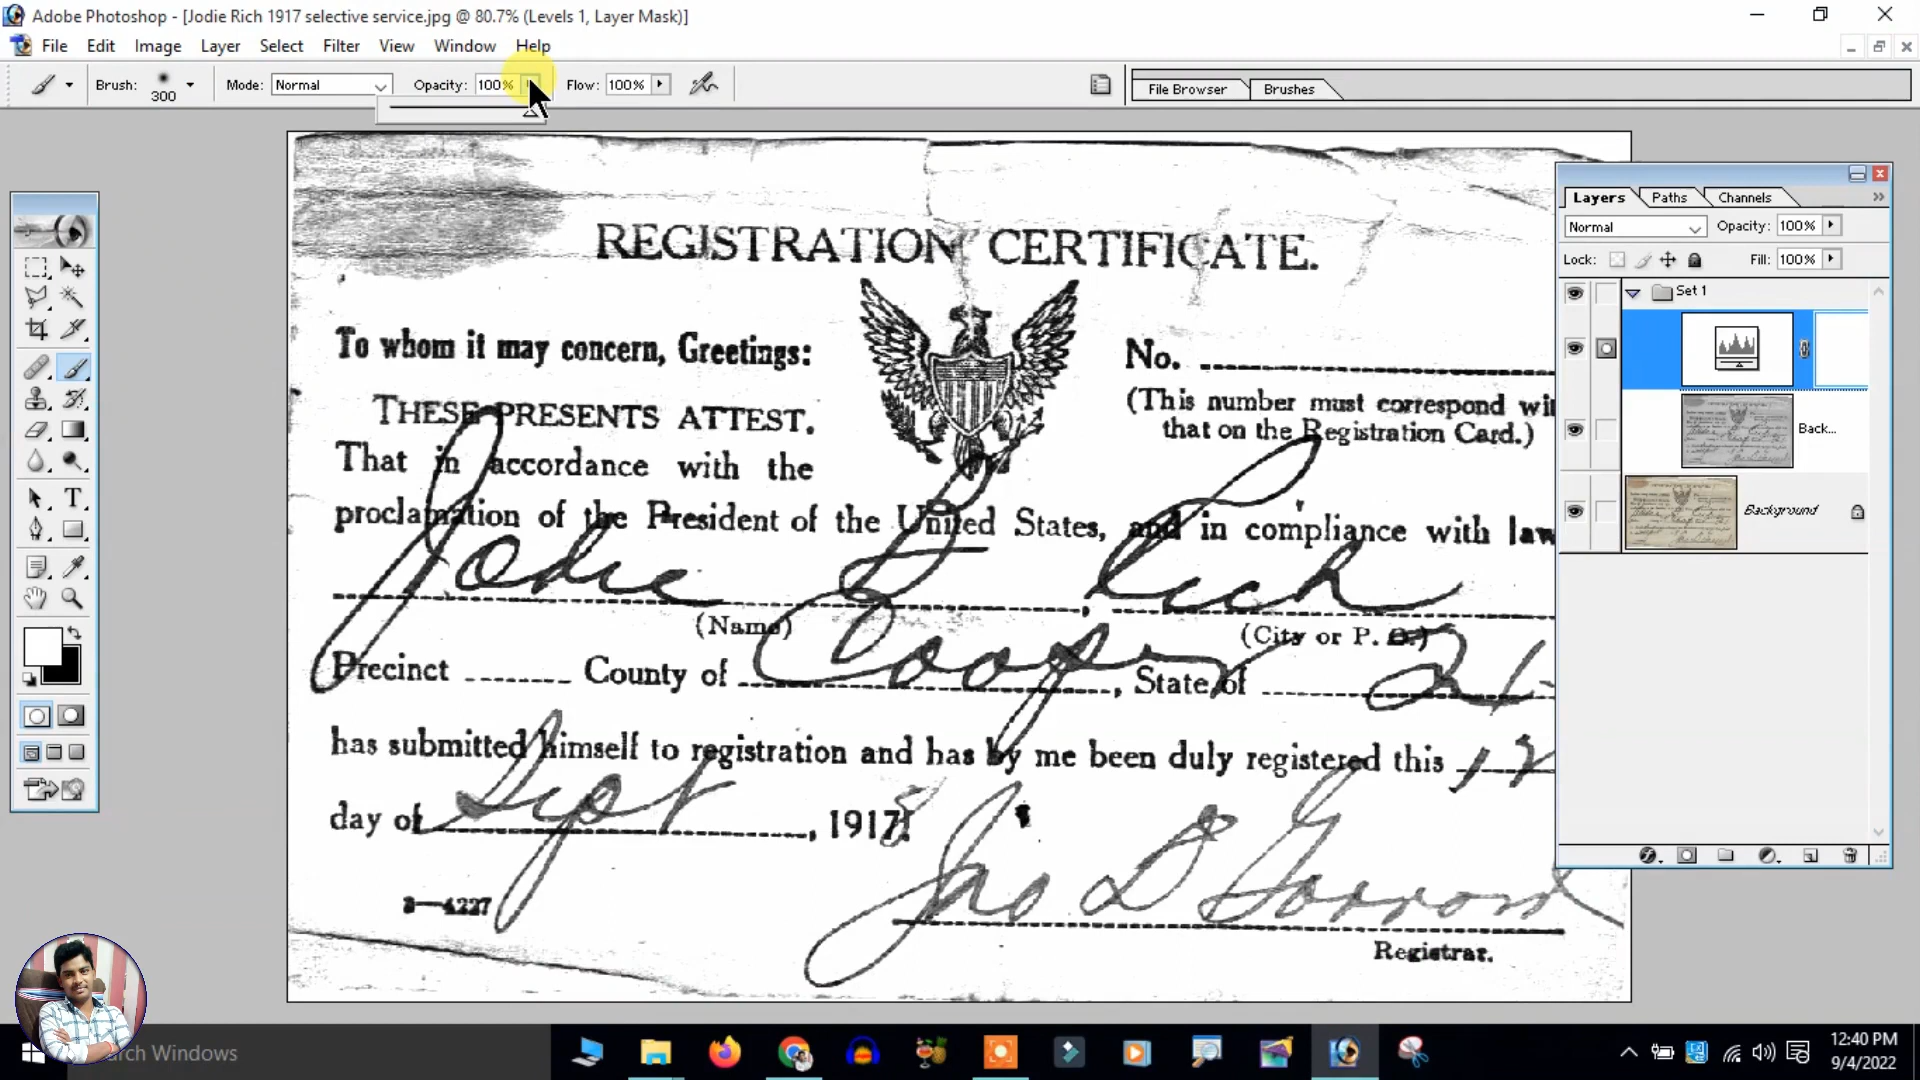 Adobe Photoshop - [Jodie Rich 1917 selective service.jpg @ 80.7% (Levels 1, Layer Mask)]
File Edit Image Layer Select Filter View Window Help
Brush: 300 Mode: Normal Opacity: 100% Flow: 100% File Browser Brushes
REGISTRATION CERTIFICATE.
To whom it may concern, Greetings:
No.
THESE PRESENTS ATTEST.
(This number must correspond wi
that on the Registration Card.)
That in accordance with the
proclamation of the President of the United States, and in compliance with law
Jodie B Rich
(Name)
(City or P. O.)
Precinct County of Cooper, State of 21
has submitted himself to registration and has by me been duly registered this 12
day of Sept, 1917.
8
3—4227
Jno D
Registrar.
Layers Paths Channels
Normal Opacity: 100%
Lock: Fill: 100%
Set 1
Back...
Background
T
arch Windows
12:40 PM
9/4/2022